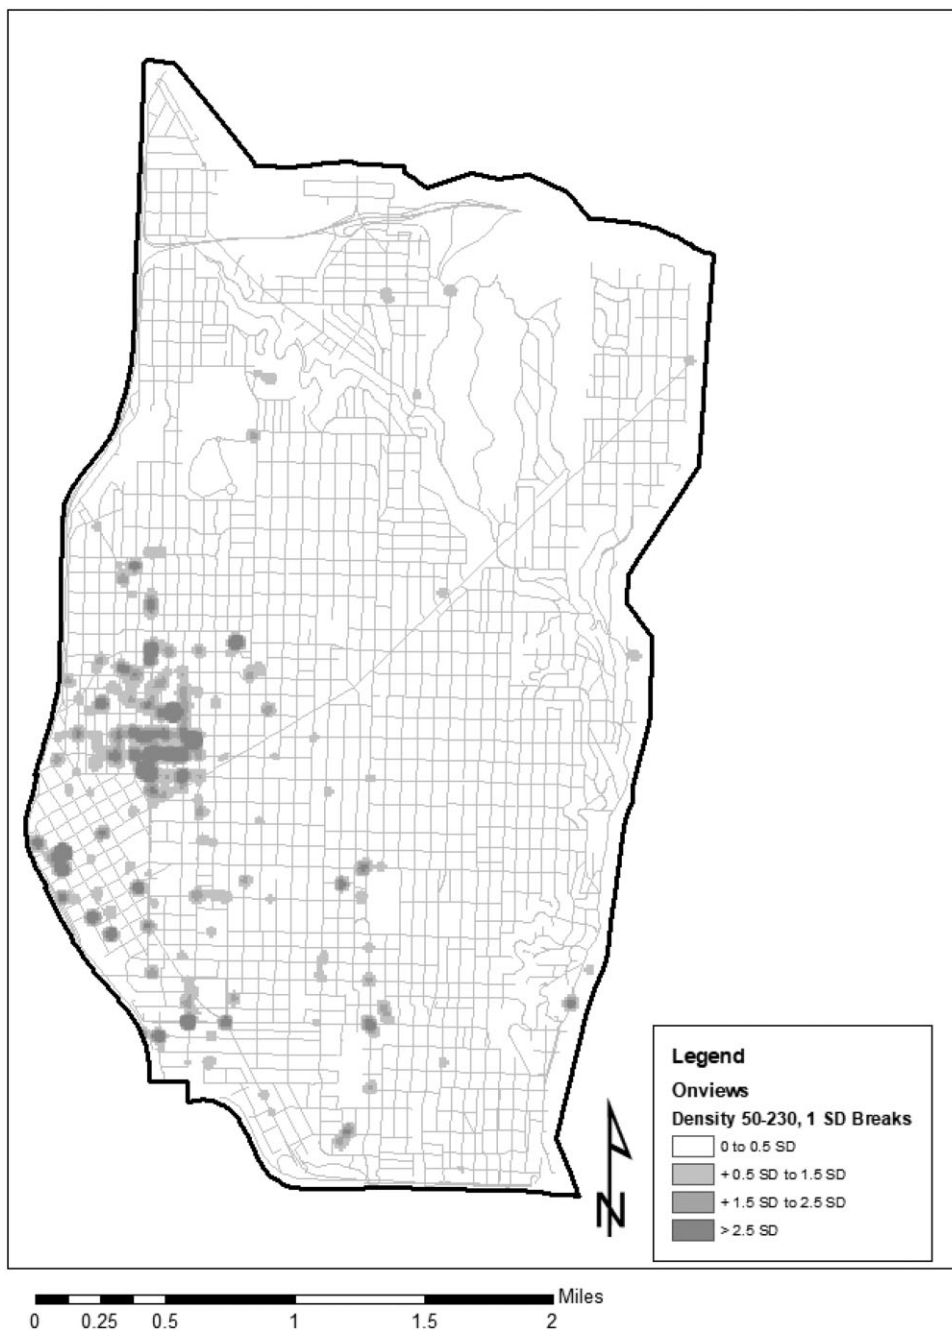 Legend
Onviews
Density 50-230, 1 SD Breaks
0 to 0.5 SD
+ 0.5 SD to 1.5 SD
+ 1.5 SD to 2.5 SD
> 2.5 SD
N
Miles
0 0.25 0.5 1 1.5 2